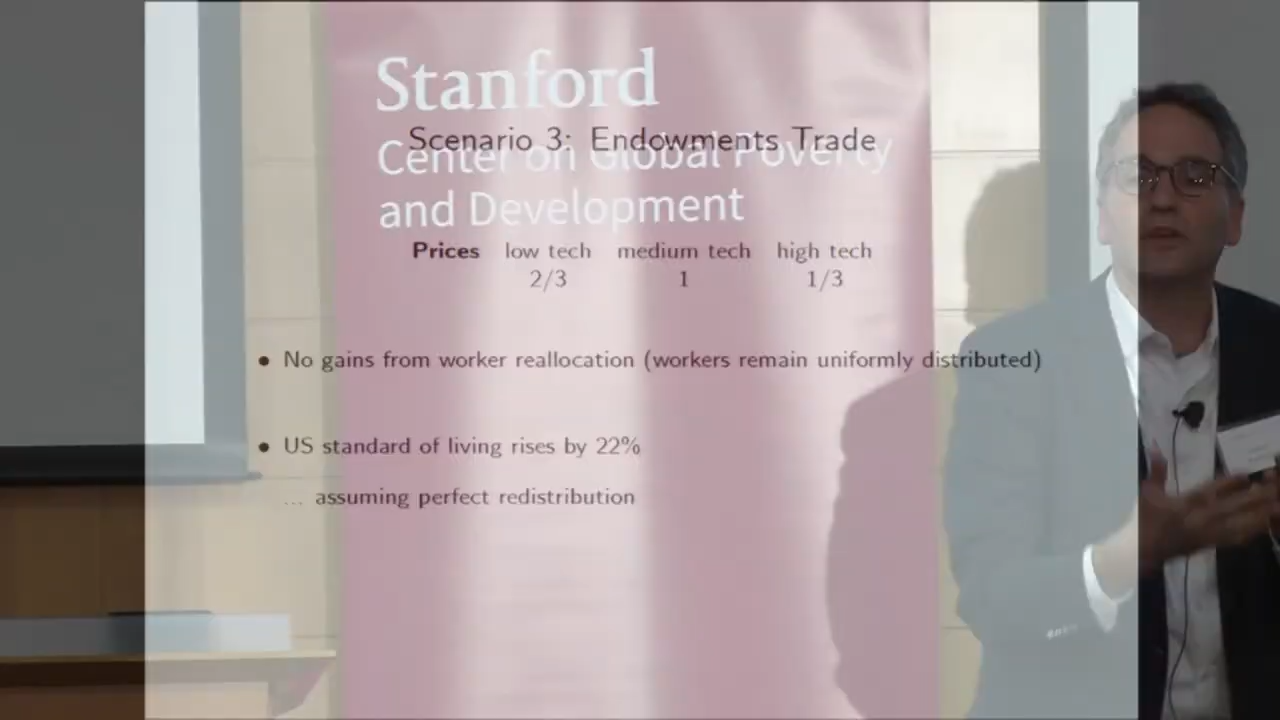 Stanford
Scenario 3: Endowments Trade
Center on Global Poverty
and Development
Prices low tech medium tech high tech
2/3 1 1/3
• No gains from worker reallocation (workers remain uniformly distributed)
• US standard of living rises by 22%
... assuming perfect redistribution